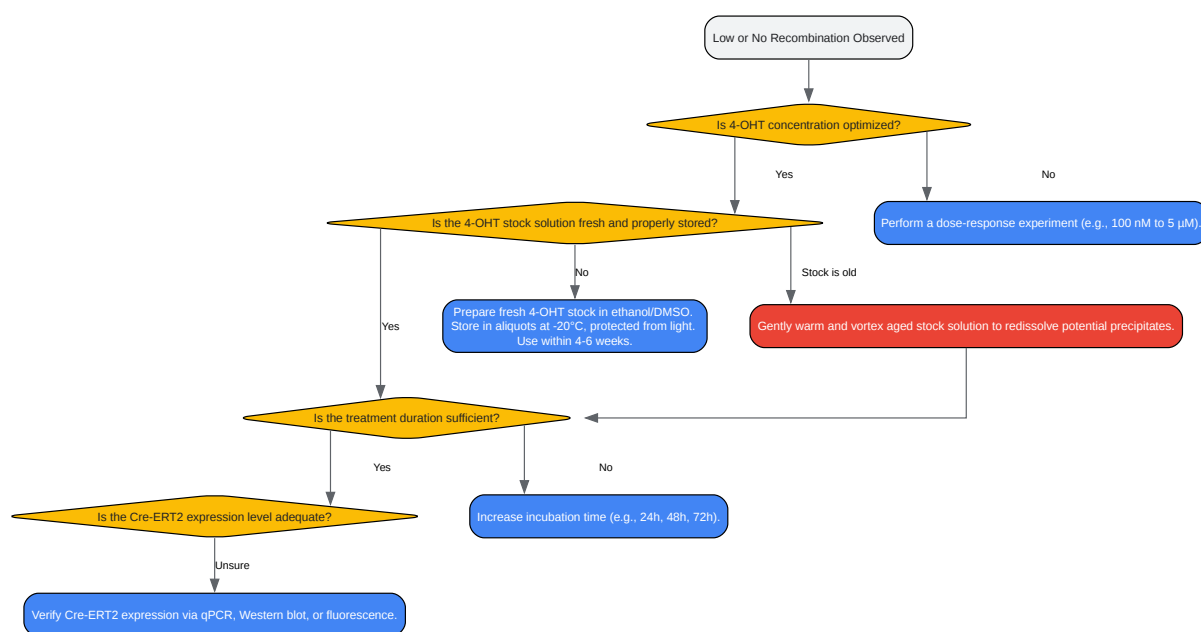 Low or No Recombination Observed
Is 4-OHT concentration optimized?
Yes
No
Is the 4-OHT stock solution fresh and properly stored?
Perform a dose-response experiment (e.g., 100 nM to 5 µM).
No
Stock is old
Yes
Prepare fresh 4-OHT stock in ethanol/DMSO.
Store in aliquots at -20°C, protected from light.
Use within 4-6 weeks.
Gently warm and vortex aged stock solution to redissolve potential precipitates.
Is the treatment duration sufficient?
Yes
No
Is the Cre-ERT2 expression level adequate?
Increase incubation time (e.g., 24h, 48h, 72h).
Unsure
Verify Cre-ERT2 expression via qPCR, Western blot, or fluorescence.